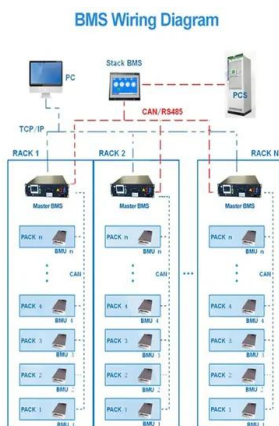 BMS Wiring Diagram
PC
Stack BMS
PCS
CAN/RS485
TCP/IP
RACK 1
RACK 2
RACK N
Master BMS
Master BMS
Master BMS
PACK n
BMU n
PACK n
BMU n
PACK n
BMU n
CAN
CAN
CAN
PACK 4
BMU 4
PACK 4
BMU 4
PACK 4
BMU 4
PACK 3
BMU 3
PACK 3
BMU 3
PACK 3
BMU 3
PACK 2
BMU 2
PACK 2
BMU 2
PACK 2
BMU 2
PACK 1
BMU 1
PACK 1
BMU 1
PACK 1
BMU 1